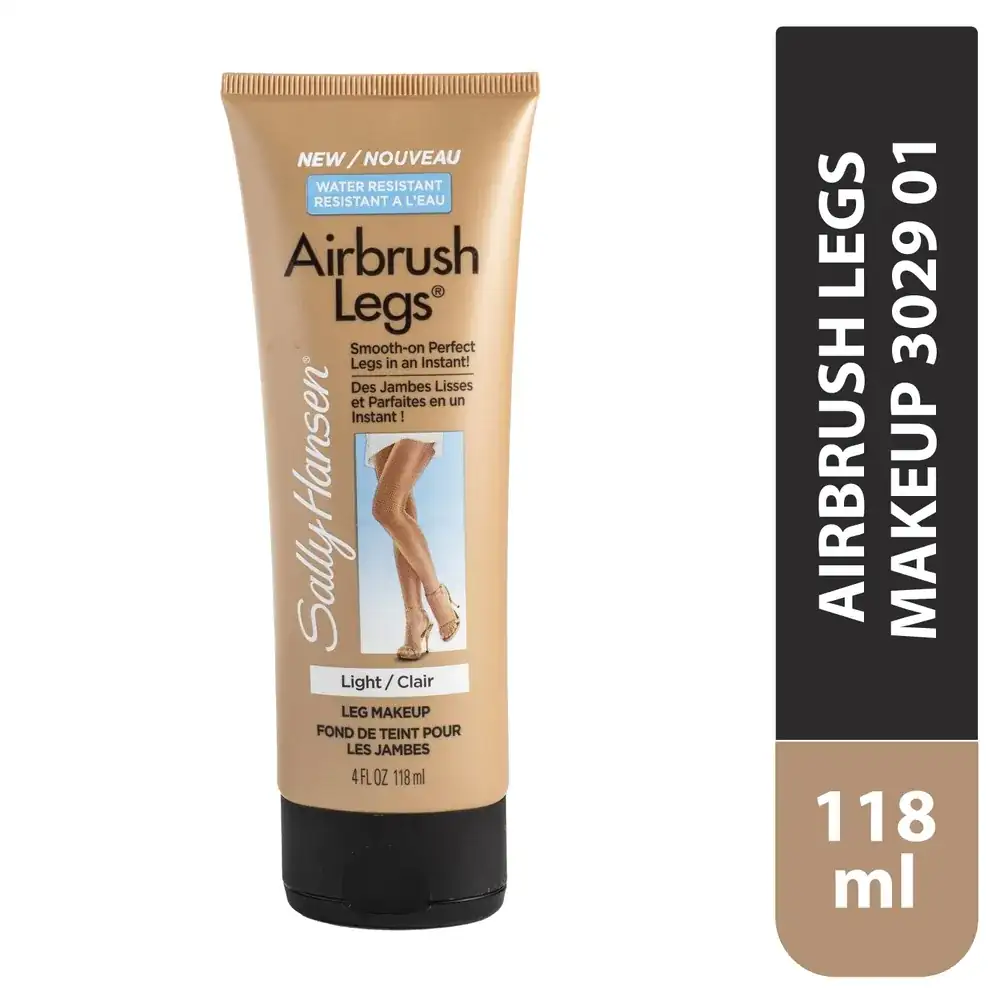 NEW / NOUVEAU
WATER RESISTANT
RESISTANT A L'EAU
Airbrush
Legs®
Smooth-on Perfect
Legs in an Instant!
Des Jambes Lisses
et Parfaites en un
Instant !
Sally Hansen®
Light / Clair
LEG MAKEUP
FOND DE TEINT POUR
LES JAMBES
4 FL OZ 118 ml
AIRBRUSH LEGS
MAKEUP 3029 01
118
ml